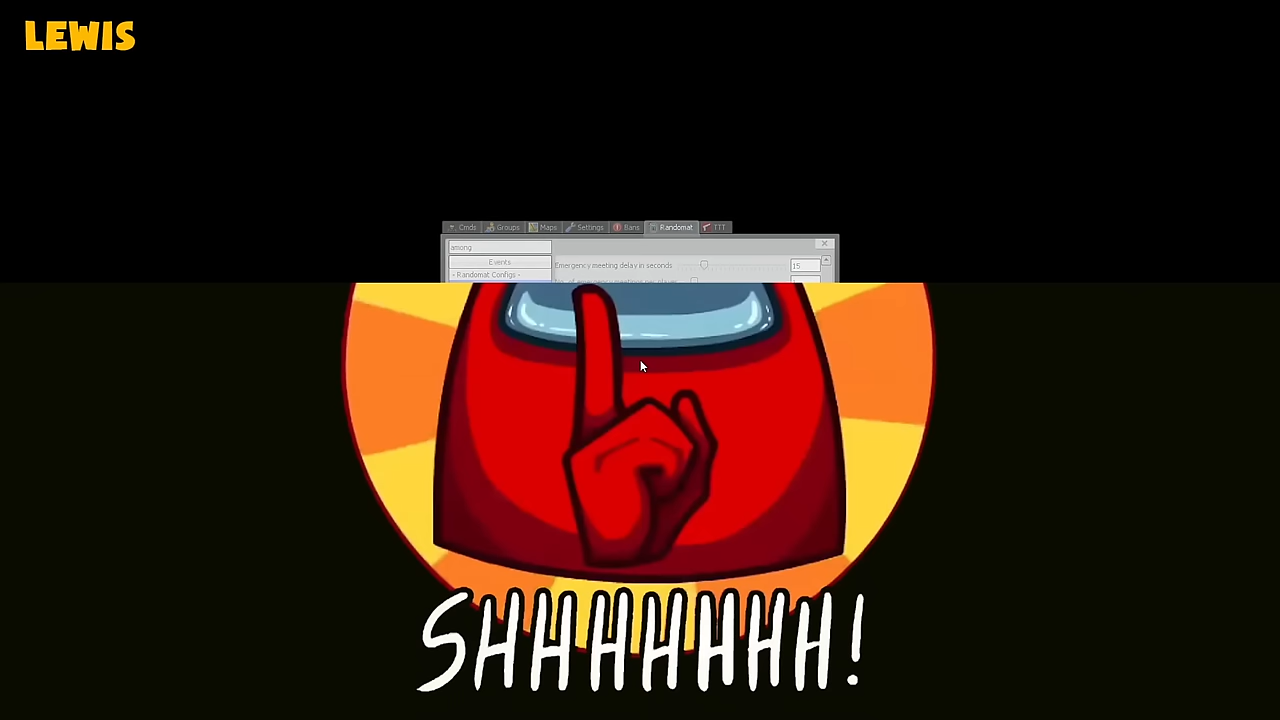 LEWIS
Cmds Groups Maps Settings Bans Randomat TTT
among
Events
Emergency meeting delay in seconds 15
- Randomat Configs -
SHHHHHHH!